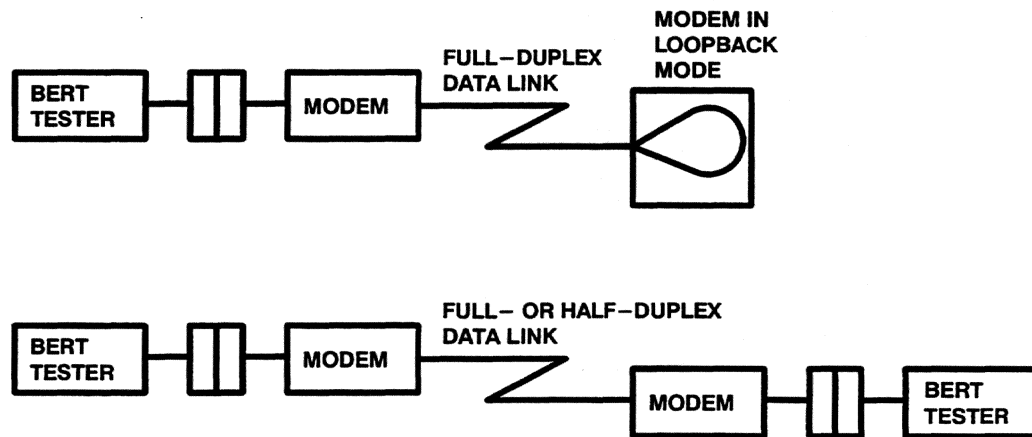 MODEM IN
LOOPBACK
MODE
FULL–DUPLEX
DATA LINK
BERT
TESTER
MODEM
FULL– OR HALF–DUPLEX
DATA LINK
BERT
TESTER
MODEM
MODEM
BERT
TESTER